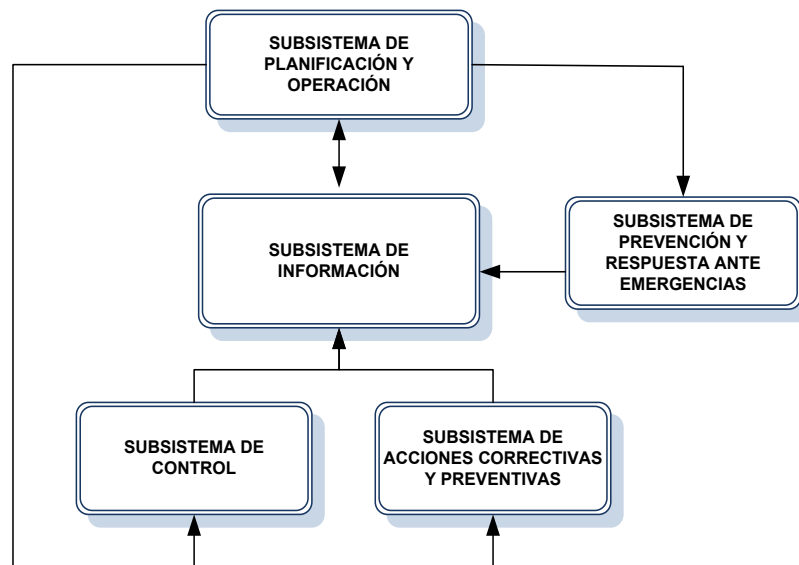 SUBSISTEMA DE
PLANIFICACIÓN Y
OPERACIÓN
SUBSISTEMA DE
INFORMACIÓN
SUBSISTEMA DE
PREVENCIÓN Y
RESPUESTA ANTE
EMERGENCIAS
SUBSISTEMA DE
CONTROL
SUBSISTEMA DE
ACCIONES CORRECTIVAS
Y PREVENTIVAS